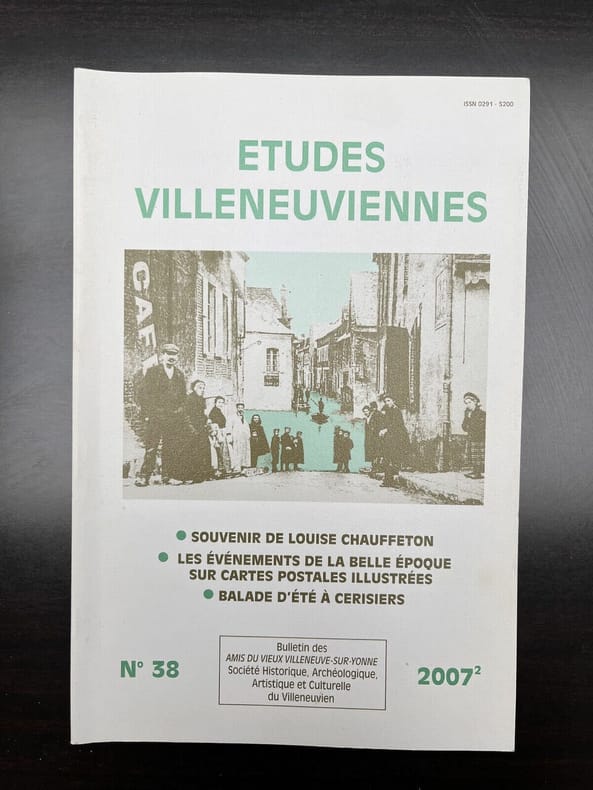 ISSN 0291 - 5200
ETUDES
VILLENEUVIENNES
CAFÉ
● SOUVENIR DE LOUISE CHAUFFETON
● LES ÉVÉNEMENTS DE LA BELLE ÉPOQUE
SUR CARTES POSTALES ILLUSTRÉES
● BALADE D'ÉTÉ À CERISIERS
N° 38
Bulletin des
AMIS DU VIEUX VILLENEUVE-SUR-YONNE
Société Historique, Archéologique,
Artistique et Culturelle
du Villeneuvien
2007²